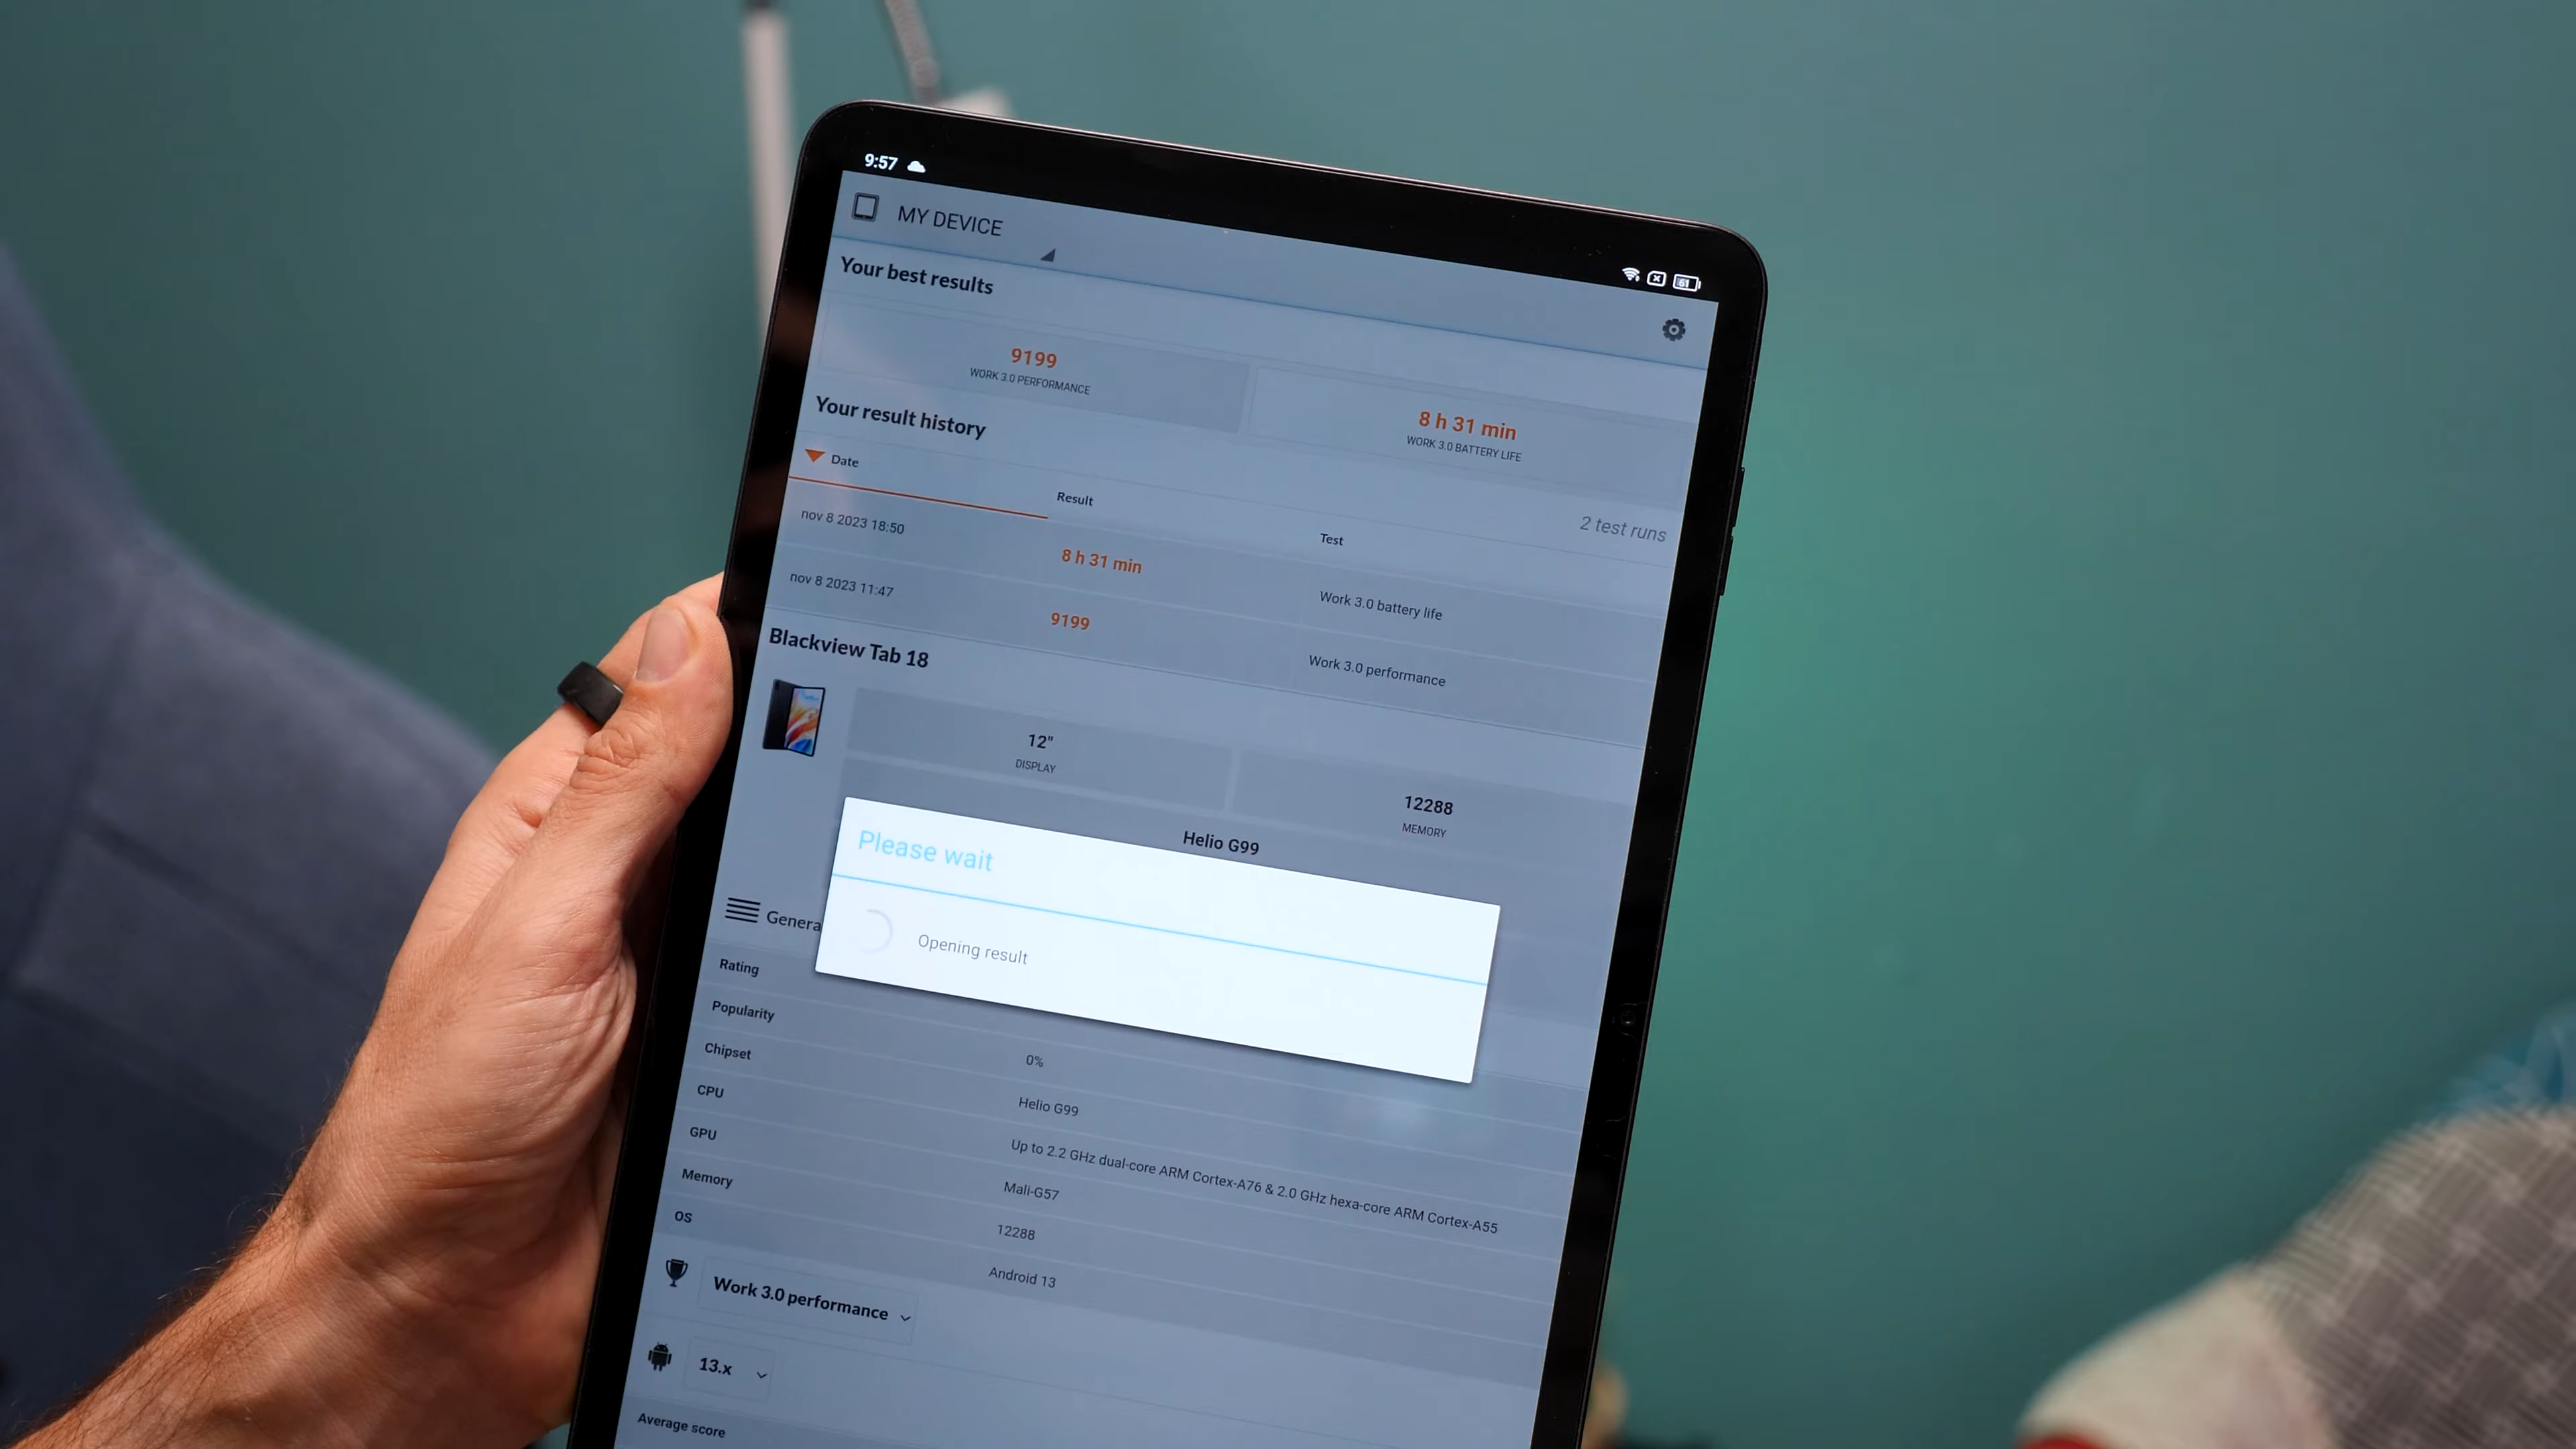 9:57
61
MY DEVICE
Your best results
9199
WORK 3.0 PERFORMANCE
8 h 31 min
WORK 3.0 BATTERY LIFE
Your result history
2 test runs
Date Result Test
nov 8 2023 18:50 8 h 31 min Work 3.0 battery life
nov 8 2023 11:47 9199 Work 3.0 performance
Blackview Tab 18
12"
DISPLAY
12288
MEMORY
Helio G99
Please wait
Opening result
Genera
Rating
Popularity 0%
Chipset Helio G99
CPU Up to 2.2 GHz dual-core ARM Cortex-A76 & 2.0 GHz hexa-core ARM Cortex-A55
GPU Mali-G57
Memory 12288
OS Android 13
Work 3.0 performance
13.x
Average score